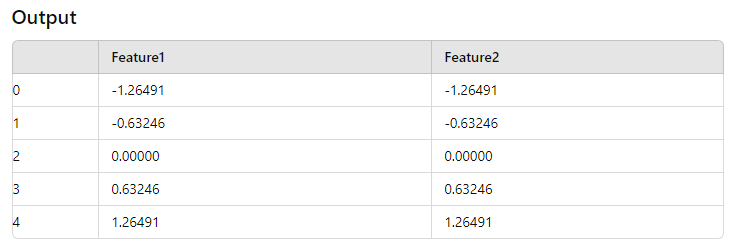 Output
Feature1 Feature2
0 -1.26491 -1.26491
1 -0.63246 -0.63246
2 0.00000 0.00000
3 0.63246 0.63246
4 1.26491 1.26491